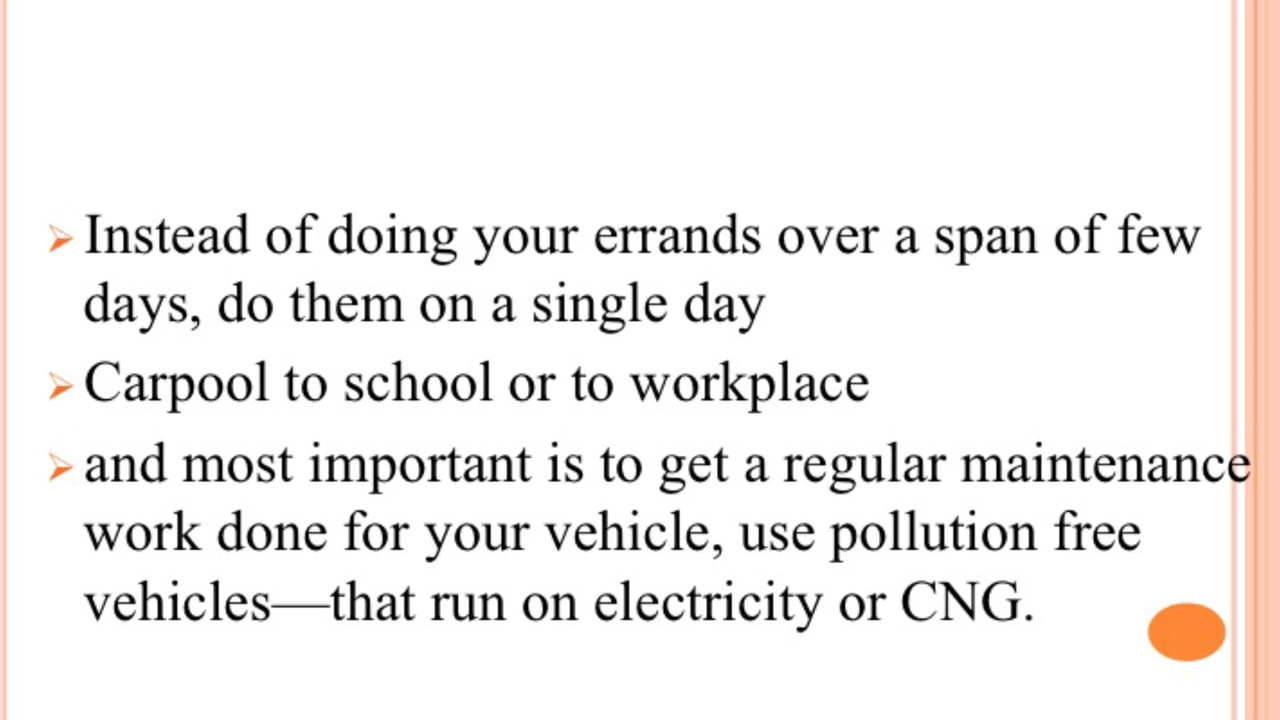 Instead of doing your errands over a span of few
days, do them on a single day
Carpool to school or to workplace
and most important is to get a regular maintenance
work done for your vehicle, use pollution free
vehicles—that run on electricity or CNG.